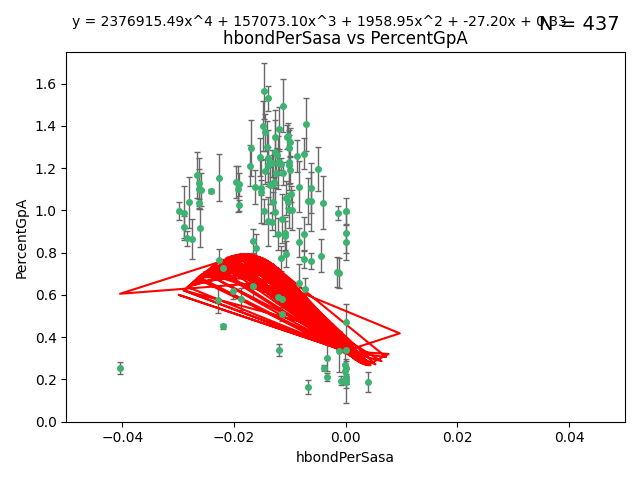 y = 2376915.49x^4 + 157073.10x^3 + 1958.95x^2 + -27.20x + 0.33
N = 437
hbondPerSasa vs PercentGpA
1.6
1.4
1.2
1.0
0.8
0.6
0.4
0.2
0.0
PercentGpA
−0.04 −0.02 0.00 0.02 0.04
hbondPerSasa